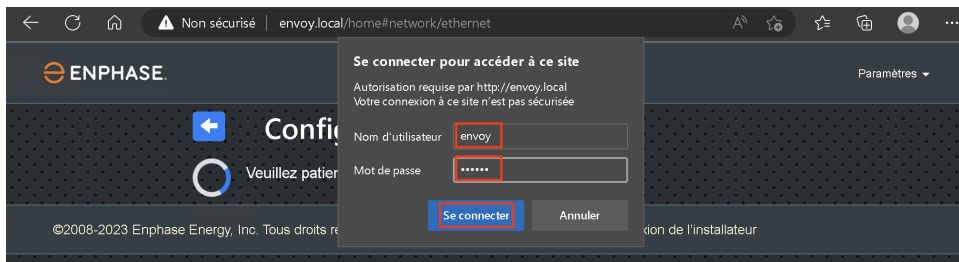 Non sécurisé envoy.local/home#network/ethernet
ENPHASE.
Paramètres
Se connecter pour accéder à ce site
Autorisation requise par http://envoy.local
Votre connexion à ce site n'est pas sécurisée
Nom d'utilisateur envoy
Mot de passe ••••••
Se connecter Annuler
Confi
Veuillez patier
©2008-2023 Enphase Energy, Inc. Tous droits re xion de l'installateur